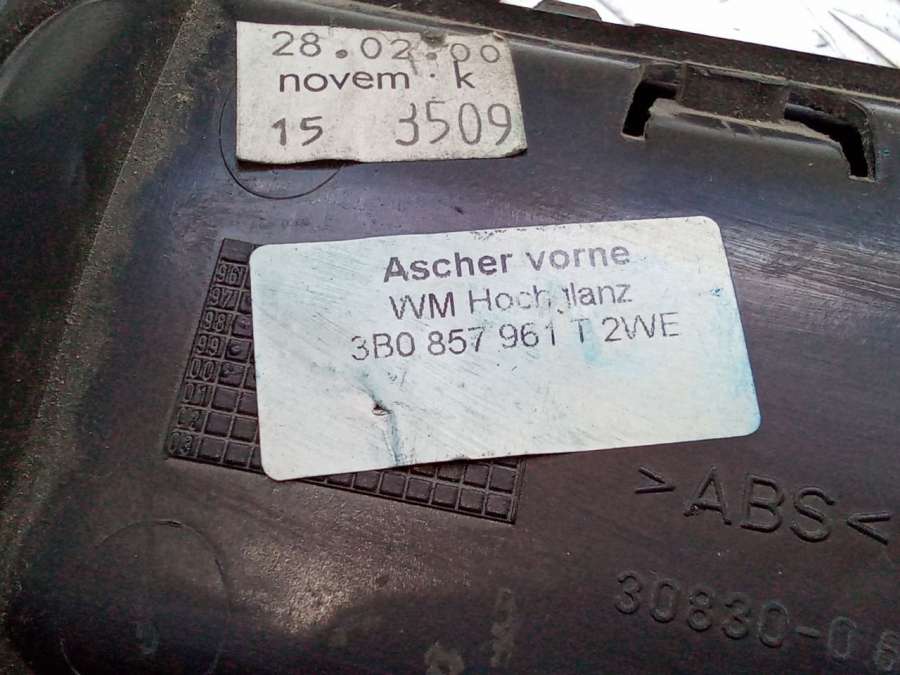 28.02.00
novem · k
15 3509
Ascher vorne
WM Hochglanz
3B0 857 961 T 2WE
96
97
98
99
00
01
02
03
>ABS<
30830-06